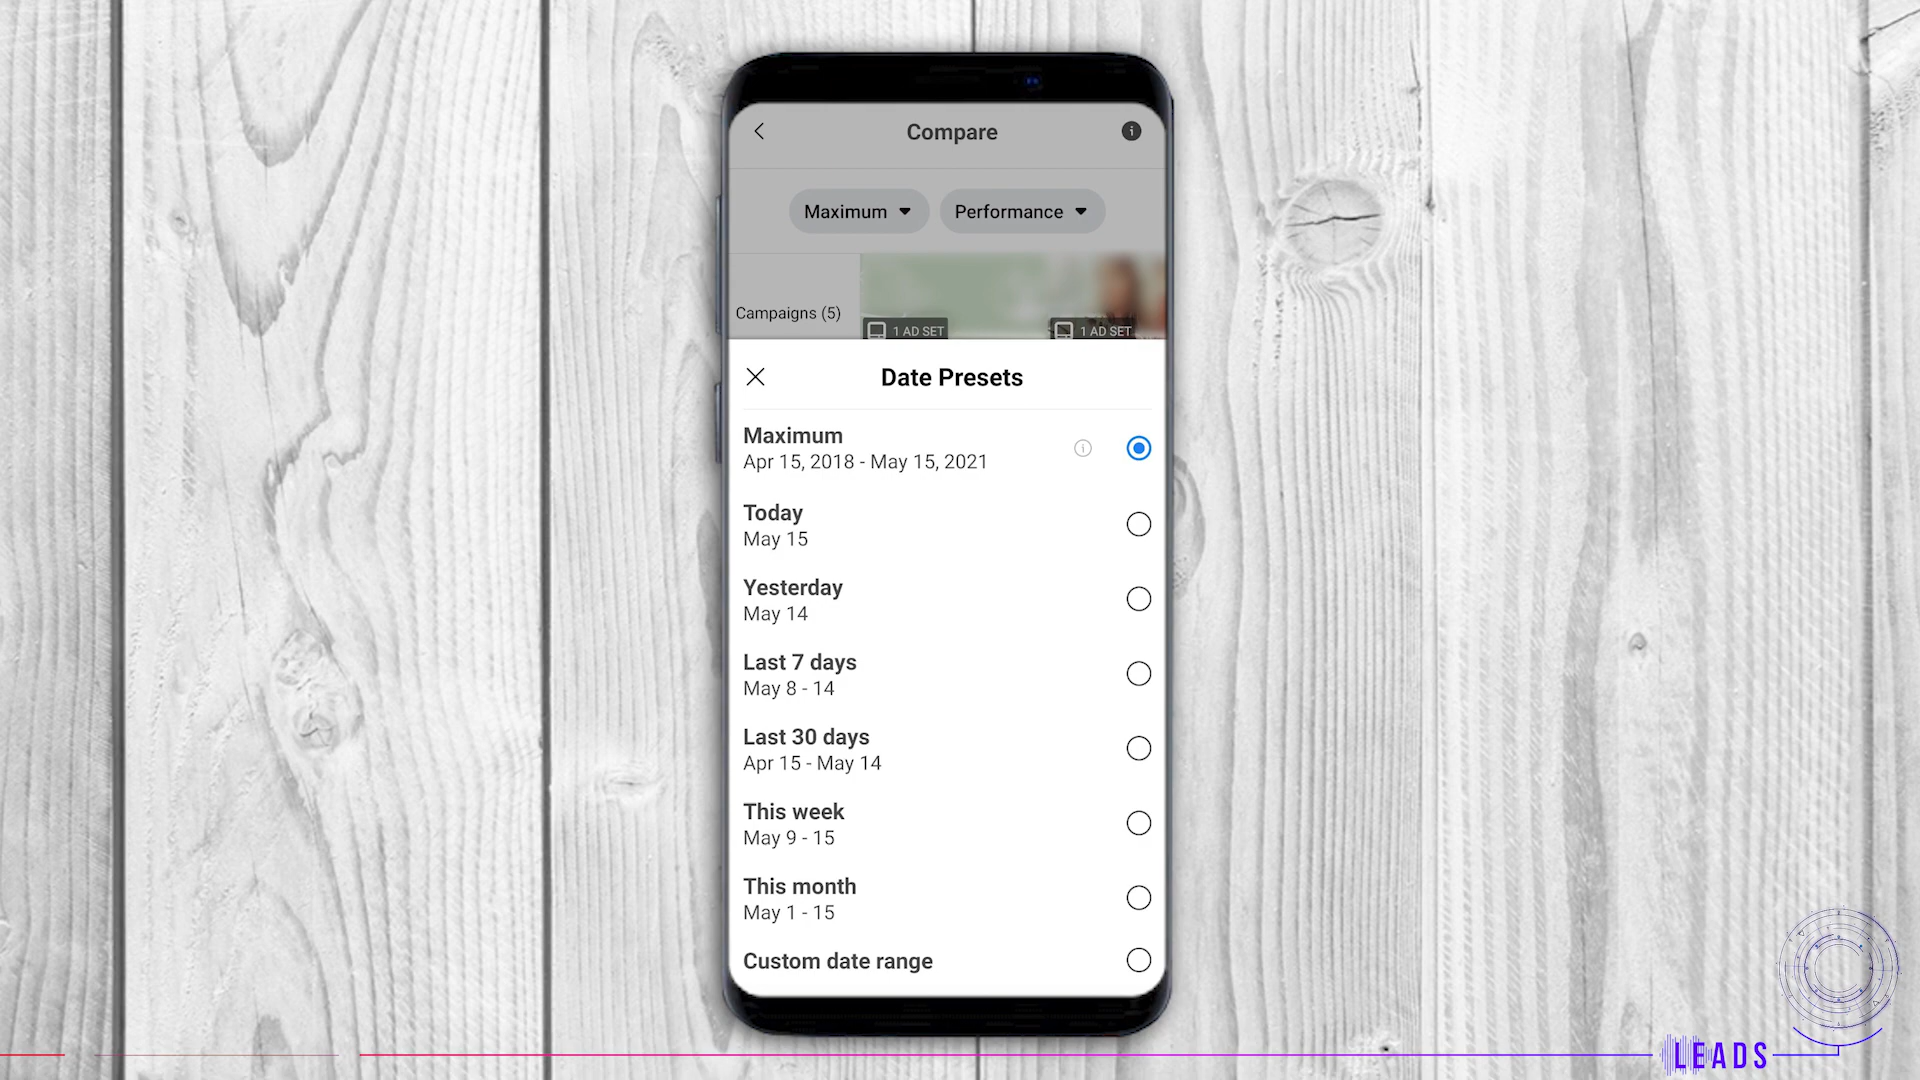 Compare
Maximum
Performance
Campaigns (5)
1 AD SET
1 AD SET
Date Presets
Maximum
Apr 15, 2018 - May 15, 2021
Today
May 15
Yesterday
May 14
Last 7 days
May 8 - 14
Last 30 days
Apr 15 - May 14
This week
May 9 - 15
This month
May 1 - 15
Custom date range
LEADS